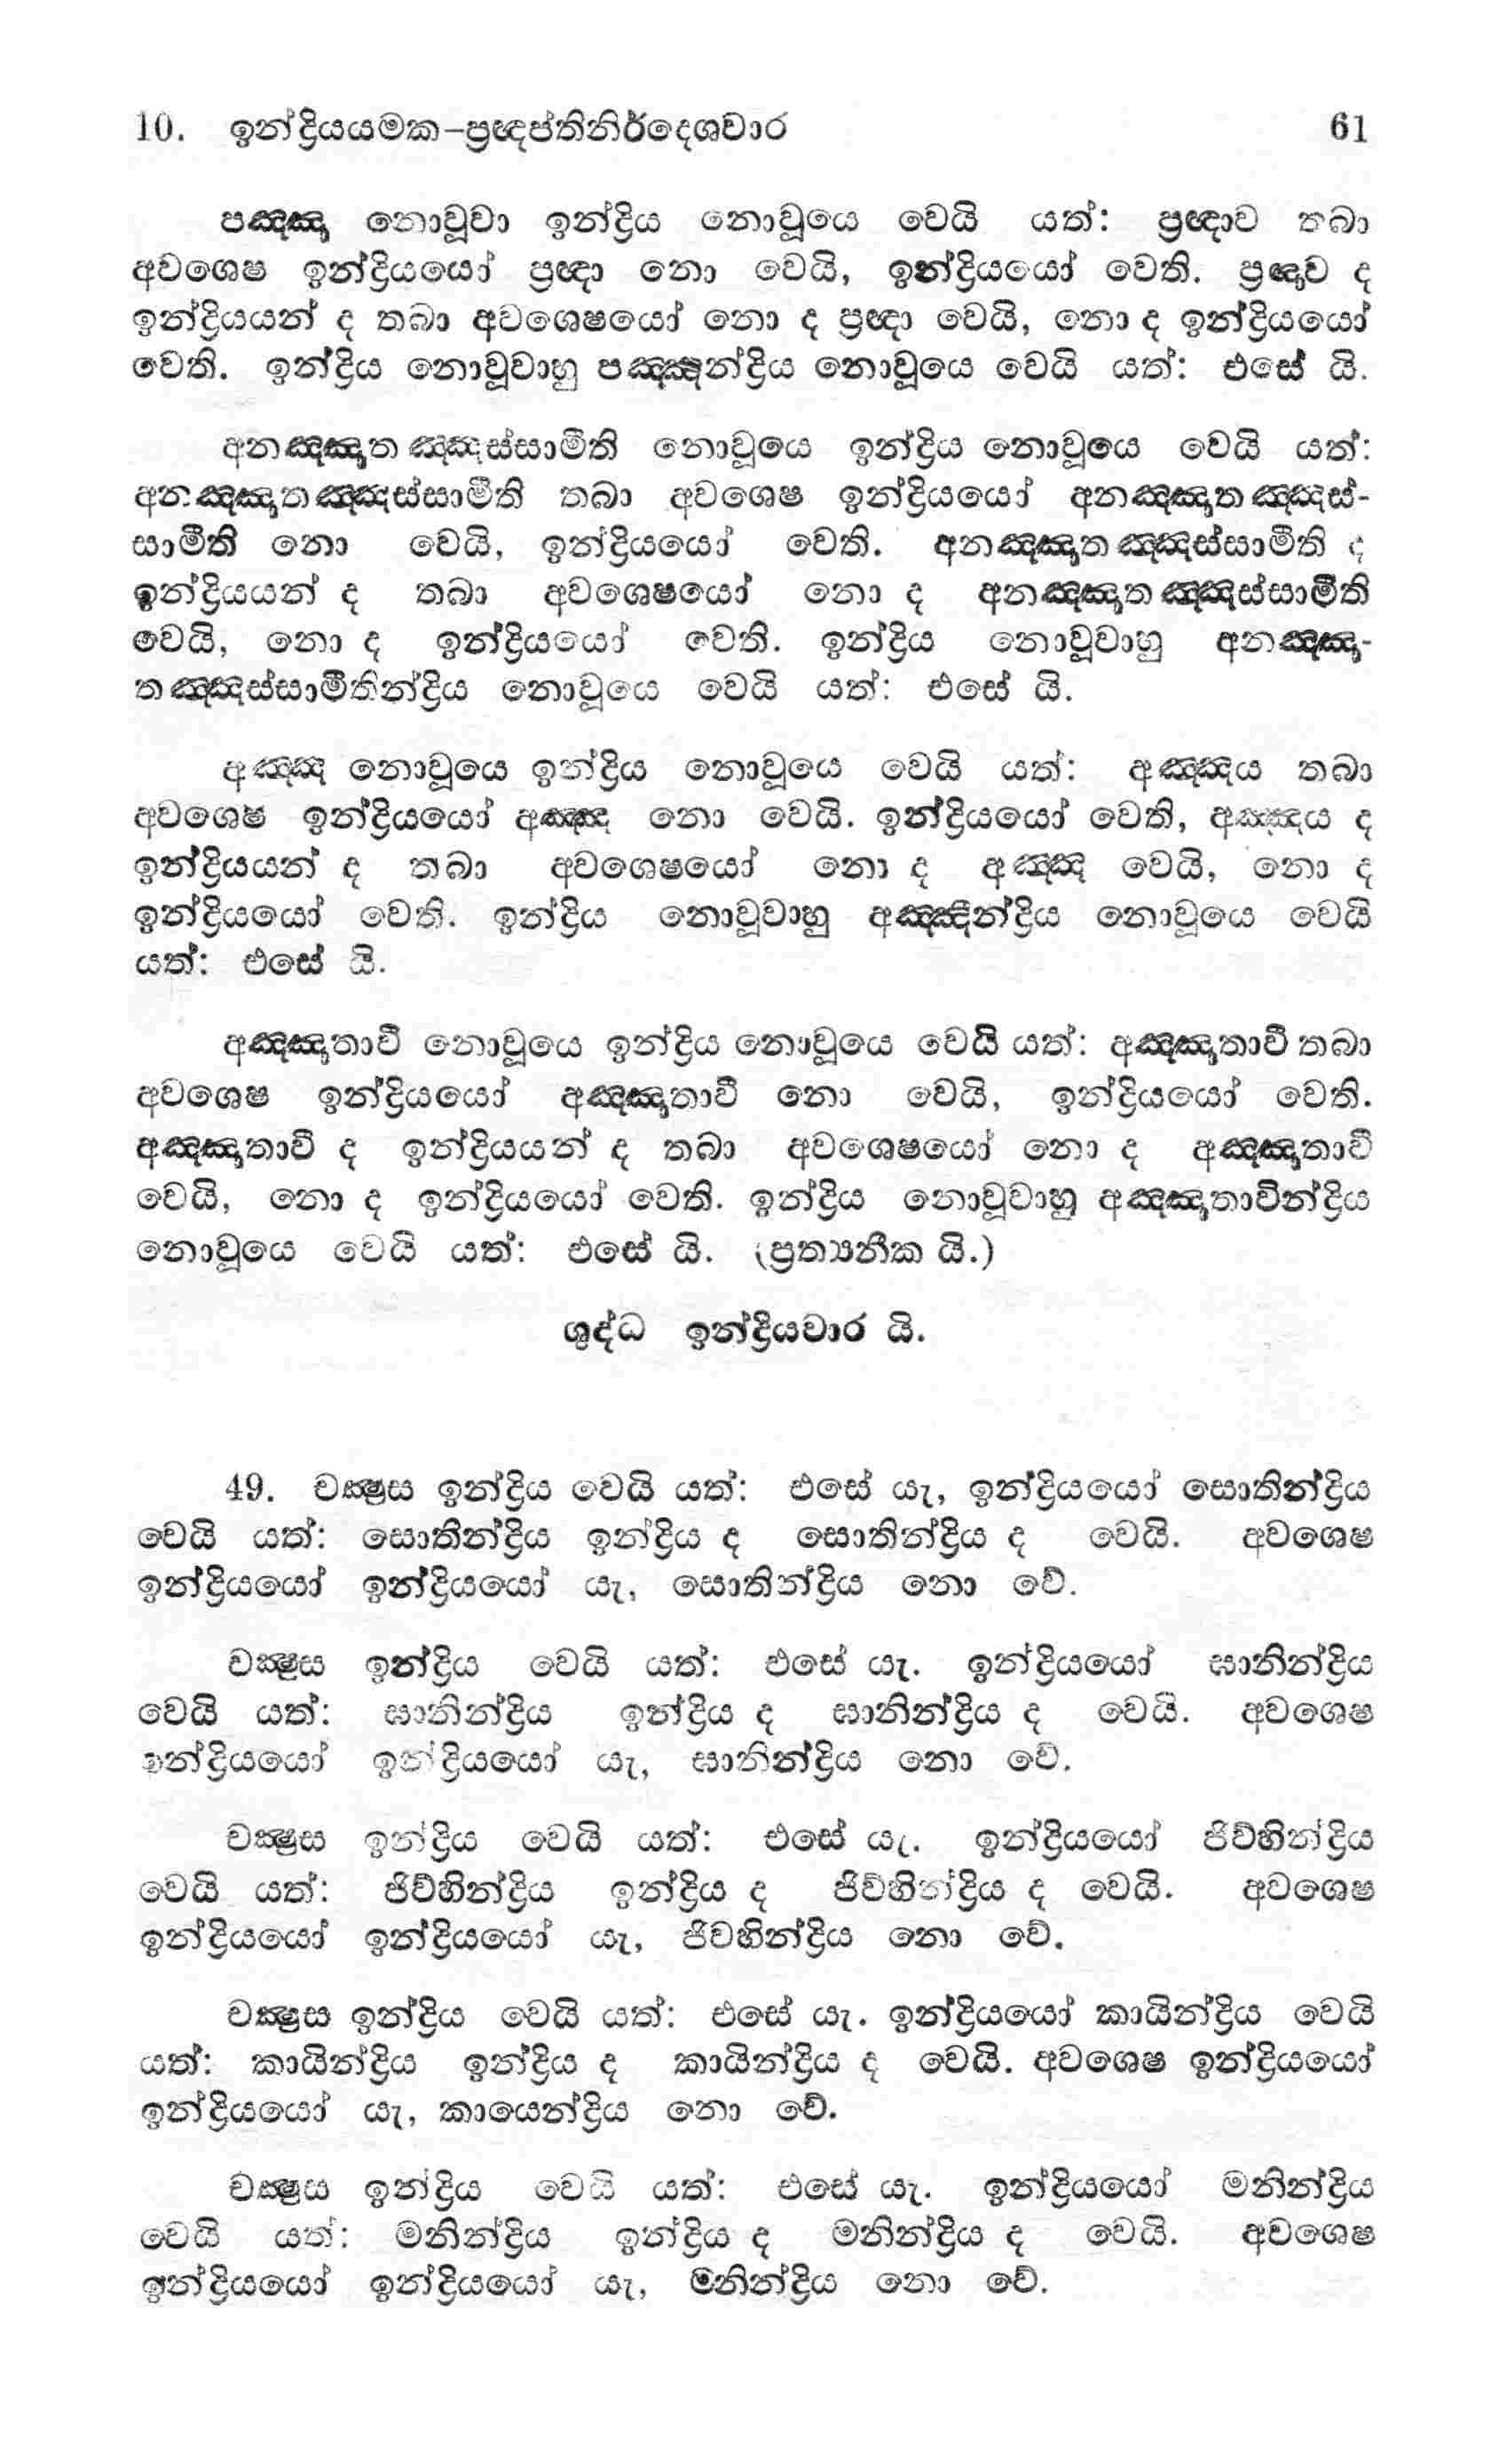 10. ඉන්ද්‍රියයමක–ප්‍රඥප්තිනිර්දෙශවාර 61
පඤ්ඤා නොවූවා ඉන්ද්‍රිය නොවූයෙ වෙයි යත්: ප්‍රඥාව තබා
අවශෙෂ ඉන්ද්‍රියයෝ ප්‍රඥා නො වෙයි, ඉන්ද්‍රියයෝ වෙති. ප්‍රඥාව ද
ඉන්ද්‍රියයන් ද තබා අවශෙෂයෝ නො ද ප්‍රඥා වෙයි, නො ද ඉන්ද්‍රියයෝ
වෙති. ඉන්ද්‍රිය නොවූවාහු පඤ්ඤින්ද්‍රිය නොවූයෙ වෙයි යත්: එසේ යි.
අනඤ්ඤාත ඤ්ඤස්සාමීති නොවූයෙ ඉන්ද්‍රිය නොවූයෙ වෙයි යත්:
අනඤ්ඤාතඤ්ඤස්සාමීති තබා අවශෙෂ ඉන්ද්‍රියයෝ අනඤ්ඤාත ඤ්ඤස්-
සාමීති නො වෙයි, ඉන්ද්‍රියයෝ වෙති. අනඤ්ඤාත ඤ්ඤස්සාමීති ද
ඉන්ද්‍රියයන් ද තබා අවශෙෂයෝ නො ද අනඤ්ඤාත ඤ්ඤස්සාමීති
වෙයි, නො ද ඉන්ද්‍රියයෝ වෙති. ඉන්ද්‍රිය නොවූවාහු අනඤ්ඤා-
ත ඤ්ඤස්සාමීතින්ද්‍රිය නොවූයෙ වෙයි යත්: එසේ යි.
අඤ්ඤ නොවූයෙ ඉන්ද්‍රිය නොවූයෙ වෙයි යත්: අඤ්ඤය තබා
අවශෙෂ ඉන්ද්‍රියයෝ අඤ්ඤ නො වෙයි. ඉන්ද්‍රියයෝ වෙති, අඤ්ඤය ද
ඉන්ද්‍රියයන් ද තබා අවශෙෂයෝ නො ද අඤ්ඤ වෙයි, නො ද
ඉන්ද්‍රියයෝ වෙති. ඉන්ද්‍රිය නොවූවාහු අඤ්ඤින්ද්‍රිය නොවූයෙ වෙයි
යත්: එසේ යි.
අඤ්ඤාතාවී නොවූයෙ ඉන්ද්‍රිය නොවූයෙ වෙයි යත්: අඤ්ඤාතාවී තබා
අවශෙෂ ඉන්ද්‍රියයෝ අඤ්ඤාතාවී නො වෙයි, ඉන්ද්‍රියයෝ වෙති.
අඤ්ඤාතාවී ද ඉන්ද්‍රියයන් ද තබා අවශෙෂයෝ නො ද අඤ්ඤාතාවී
වෙයි, නො ද ඉන්ද්‍රියයෝ වෙති. ඉන්ද්‍රිය නොවූවාහු අඤ්ඤාතාවින්ද්‍රිය
නොවූයෙ වෙයි යත්: එසේ යි. (ප්‍රත්‍යනීක යි.)
ශුද්ධ ඉන්ද්‍රියවාර යි.
49. චක්‍ෂුස ඉන්ද්‍රිය වෙයි යත්: එසේ යැ, ඉන්ද්‍රියයෝ සොතින්ද්‍රිය
වෙයි යත්: සොතින්ද්‍රිය ඉන්ද්‍රිය ද සොතින්ද්‍රිය ද වෙයි. අවශෙෂ
ඉන්ද්‍රියයෝ ඉන්ද්‍රියයෝ යැ, සොතින්ද්‍රිය නො වේ.
චක්‍ෂුස ඉන්ද්‍රිය වෙයි යත්: එසේ යැ. ඉන්ද්‍රියයෝ ඝානින්ද්‍රිය
වෙයි යත්: ඝානින්ද්‍රිය ඉන්ද්‍රිය ද ඝානින්ද්‍රිය ද වෙයි. අවශෙෂ
ඉන්ද්‍රියයෝ ඉන්ද්‍රියයෝ යැ, ඝානින්ද්‍රිය නො වේ.
චක්‍ෂුස ඉන්ද්‍රිය වෙයි යත්: එසේ යැ. ඉන්ද්‍රියයෝ ජිව්හින්ද්‍රිය
වෙයි යත්: ජිව්හින්ද්‍රිය ඉන්ද්‍රිය ද ජිව්හින්ද්‍රිය ද වෙයි. අවශෙෂ
ඉන්ද්‍රියයෝ ඉන්ද්‍රියයෝ යැ, ජිවහින්ද්‍රිය නො වේ.
චක්‍ෂුස ඉන්ද්‍රිය වෙයි යත්: එසේ යැ. ඉන්ද්‍රියයෝ කායින්ද්‍රිය වෙයි
යත්: කායින්ද්‍රිය ඉන්ද්‍රිය ද කායින්ද්‍රිය ද වෙයි. අවශෙෂ ඉන්ද්‍රියයෝ
ඉන්ද්‍රියයෝ යැ, කායෙන්ද්‍රිය නො වේ.
චක්‍ෂුස ඉන්ද්‍රිය වෙයි යත්: එසේ යැ. ඉන්ද්‍රියයෝ මනින්ද්‍රිය
වෙයි යත්: මනින්ද්‍රිය ඉන්ද්‍රිය ද මනින්ද්‍රිය ද වෙයි. අවශෙෂ
ඉන්ද්‍රියයෝ ඉන්ද්‍රියයෝ යැ, මනින්ද්‍රිය නො වේ.